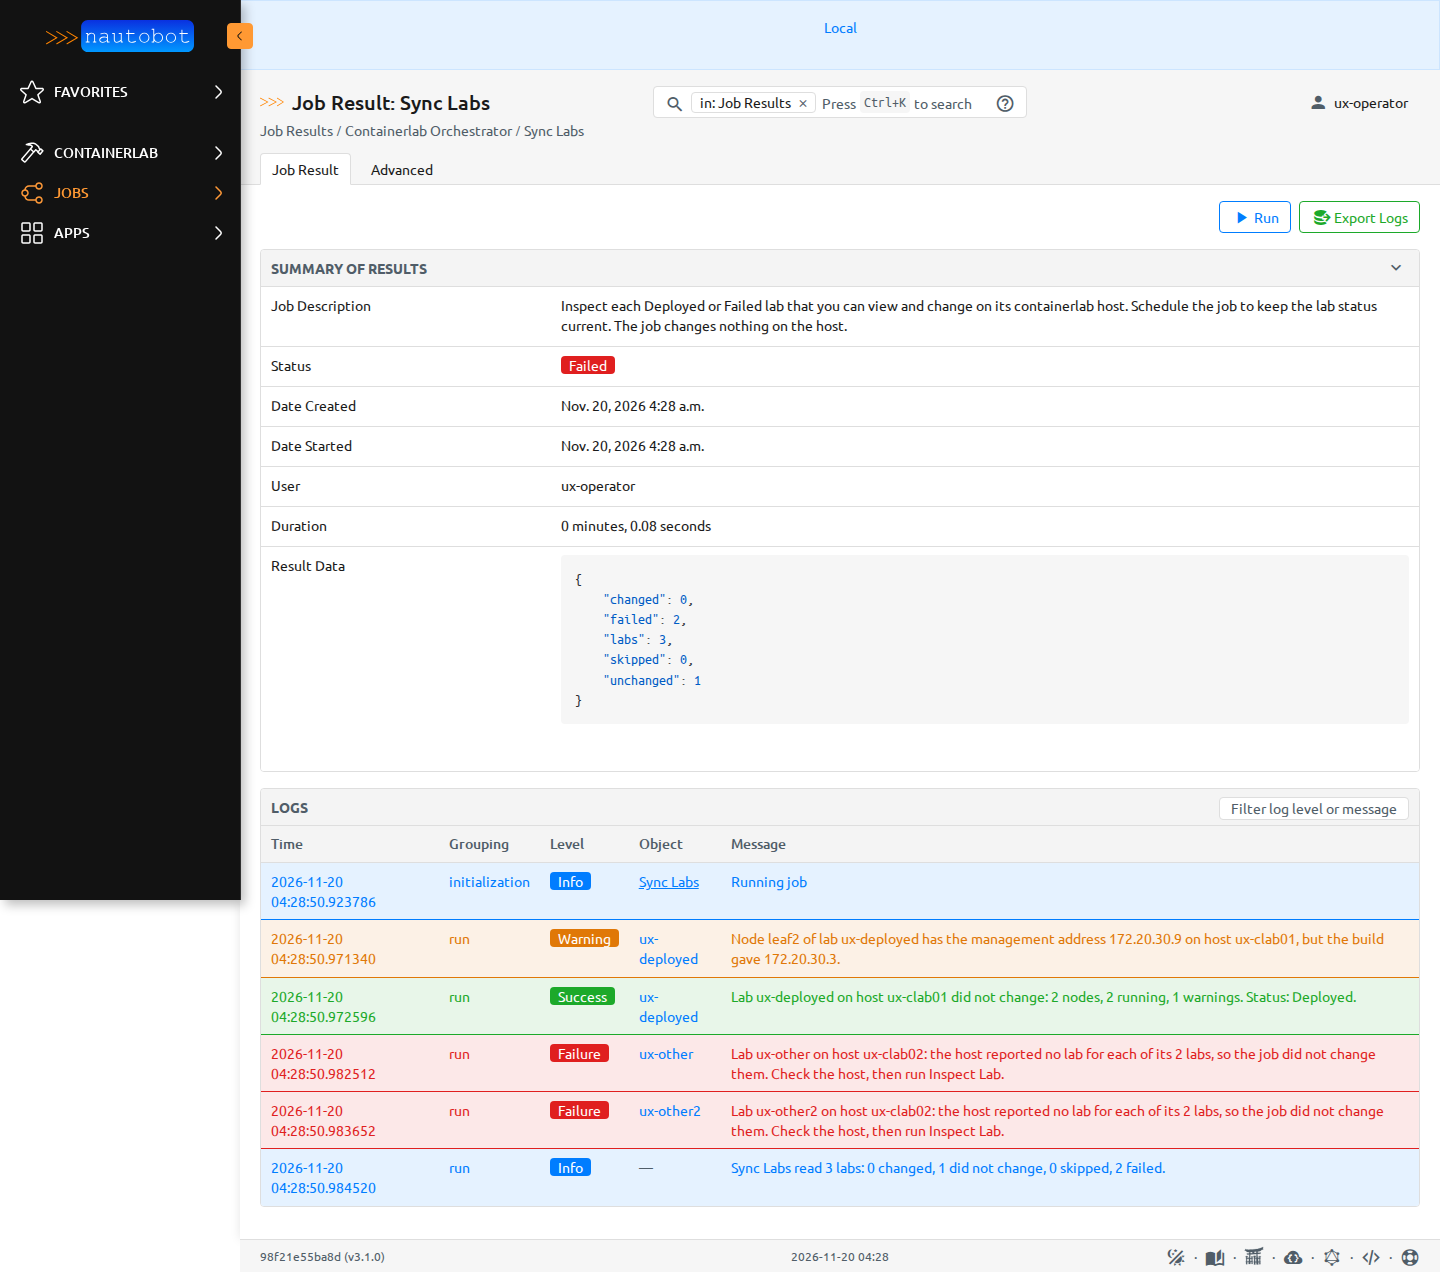 nautobot
Local
FAVORITES
CONTAINERLAB
JOBS
APPS
Job Result: Sync Labs
in: Job Results × Press Ctrl+K to search
ux-operator
Job Results / Containerlab Orchestrator / Sync Labs
Job Result Advanced
Run Export Logs
SUMMARY OF RESULTS
Job Description Inspect each Deployed or Failed lab that you can view and change on its containerlab host. Schedule the job to keep the lab status
current. The job changes nothing on the host.
Status Failed
Date Created Nov. 20, 2026 4:28 a.m.
Date Started Nov. 20, 2026 4:28 a.m.
User ux-operator
Duration 0 minutes, 0.08 seconds
Result Data {
"changed": 0,
"failed": 2,
"labs": 3,
"skipped": 0,
"unchanged": 1
}
LOGS Filter log level or message
Time Grouping Level Object Message
2026-11-20 initialization Info Sync Labs Running job
04:28:50.923786
2026-11-20 run Warning ux- Node leaf2 of lab ux-deployed has the management address 172.20.30.9 on host ux-clab01, but the build
04:28:50.971340 deployed gave 172.20.30.3.
2026-11-20 run Success ux- Lab ux-deployed on host ux-clab01 did not change: 2 nodes, 2 running, 1 warnings. Status: Deployed.
04:28:50.972596 deployed
2026-11-20 run Failure ux-other Lab ux-other on host ux-clab02: the host reported no lab for each of its 2 labs, so the job did not change
04:28:50.982512 them. Check the host, then run Inspect Lab.
2026-11-20 run Failure ux-other2 Lab ux-other2 on host ux-clab02: the host reported no lab for each of its 2 labs, so the job did not change
04:28:50.983652 them. Check the host, then run Inspect Lab.
2026-11-20 run Info — Sync Labs read 3 labs: 0 changed, 1 did not change, 0 skipped, 2 failed.
04:28:50.984520
98f21e55ba8d (v3.1.0) 2026-11-20 04:28